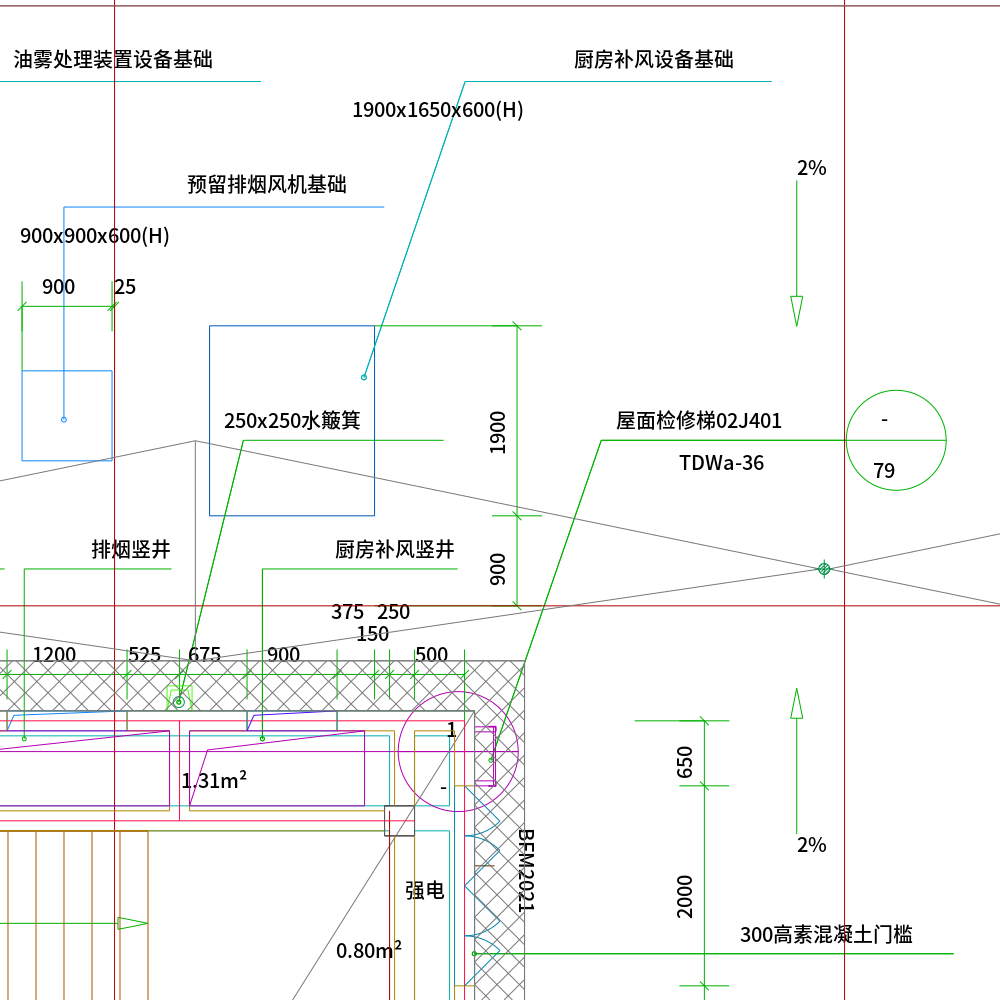 油雾处理装置设备基础
厨房补风设备基础
1900x1650x600(H)
2%
预留排烟风机基础
900x900x600(H)
900
25
250x250水簸箕
1900
屋面检修梯02J401
-
TDWa-36
79
排烟竖井
厨房补风竖井
900
375
250
150
1200
525
675
900
500
1
650
1.31m²
-
2%
BFM2021
强电
2000
300高素混凝土门槛
0.80m²